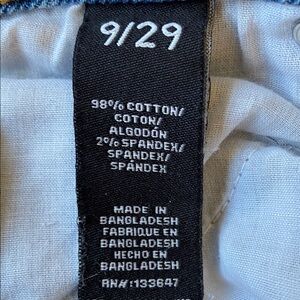 9/29
98% COTTON/
COTON/
ALGODÓN
2% SPANDEX/
SPANDEX/
SPÁNDEX
MADE IN
BANGLADESH
FABRIQUE EN
BANGLADESH
HECHO EN
BANGLADESH
RN#:133647